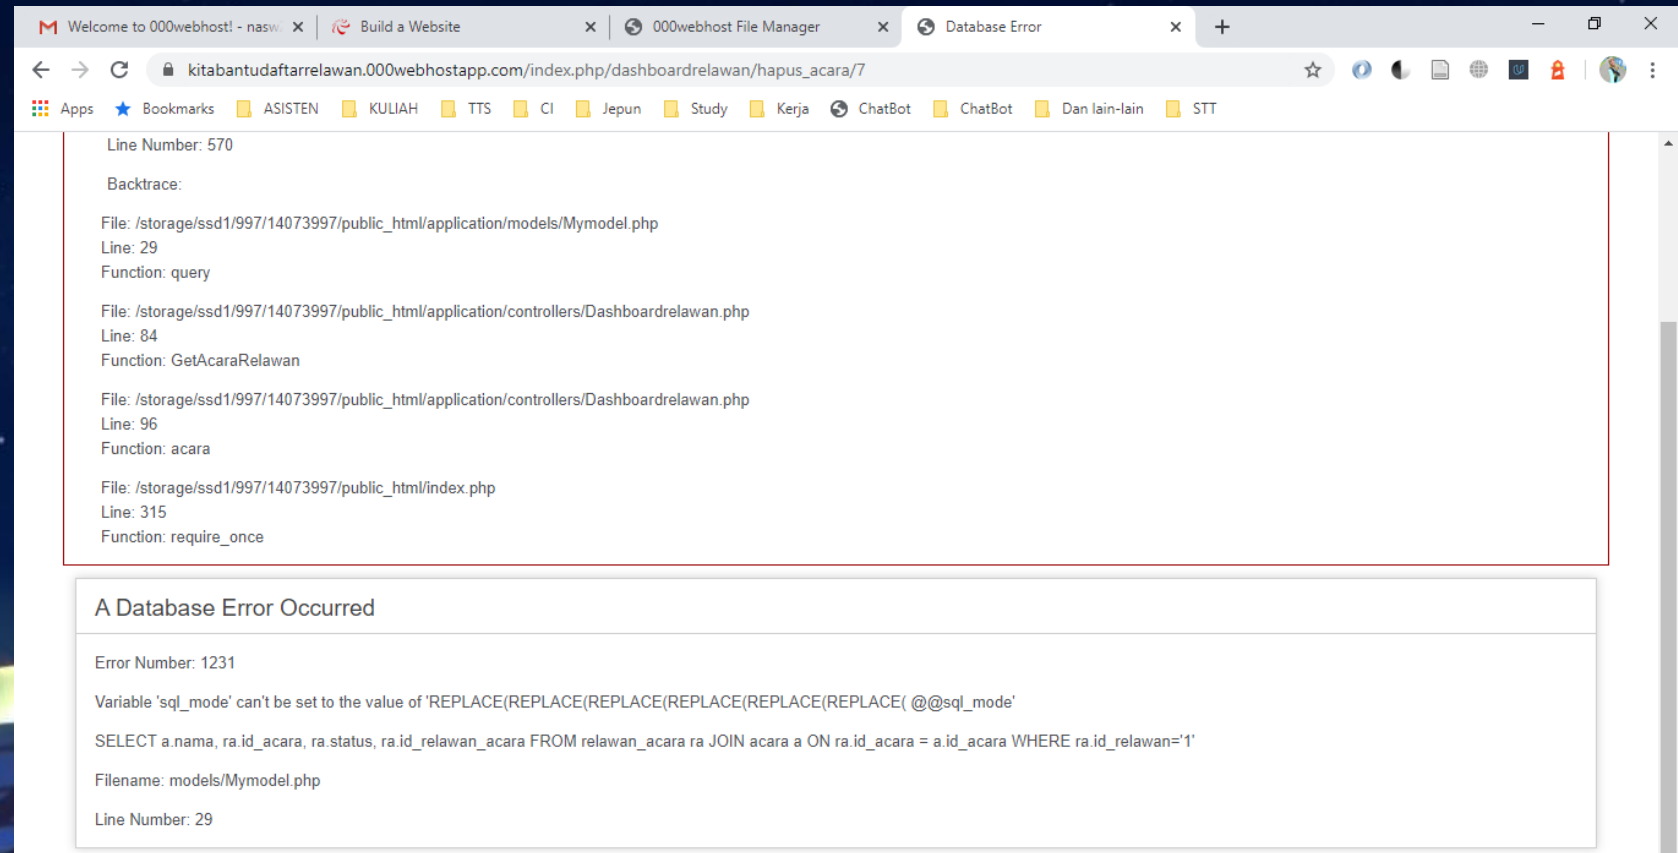 Welcome to 000webhost! - nasw
Build a Website
000webhost File Manager
Database Error
kitabantudaftarrelawan.000webhostapp.com/index.php/dashboardrelawan/hapus_acara/7
Apps Bookmarks ASISTEN KULIAH TTS CI Jepun Study Kerja ChatBot ChatBot Dan lain-lain STT
Line Number: 570
Backtrace:
File: /storage/ssd1/997/14073997/public_html/application/models/Mymodel.php
Line: 29
Function: query
File: /storage/ssd1/997/14073997/public_html/application/controllers/Dashboardrelawan.php
Line: 84
Function: GetAcaraRelawan
File: /storage/ssd1/997/14073997/public_html/application/controllers/Dashboardrelawan.php
Line: 96
Function: acara
File: /storage/ssd1/997/14073997/public_html/index.php
Line: 315
Function: require_once
A Database Error Occurred
Error Number: 1231
Variable 'sql_mode' can't be set to the value of 'REPLACE(REPLACE(REPLACE(REPLACE(REPLACE(REPLACE( @@sql_mode'
SELECT a.nama, ra.id_acara, ra.status, ra.id_relawan_acara FROM relawan_acara ra JOIN acara a ON ra.id_acara = a.id_acara WHERE ra.id_relawan='1'
Filename: models/Mymodel.php
Line Number: 29